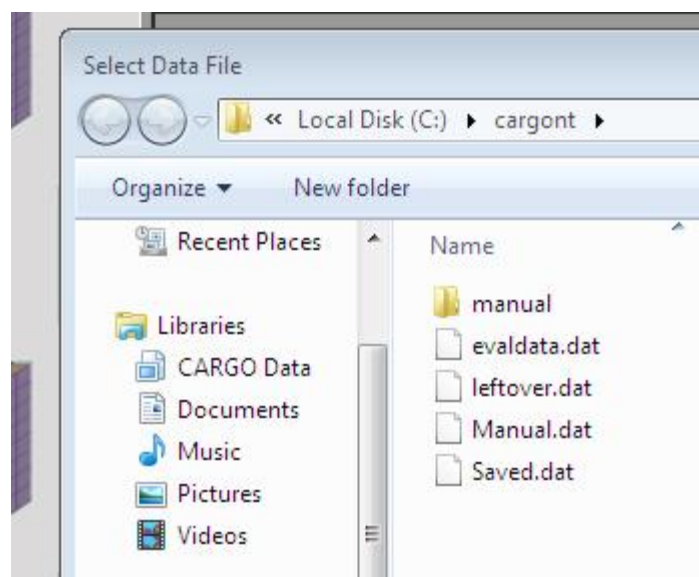 Select Data File
« Local Disk (C:) ▸ cargont ▸
Organize ▾ New folder
Recent Places
Libraries
CARGO Data
Documents
Music
Pictures
Videos
Name
manual
evaldata.dat
leftover.dat
Manual.dat
Saved.dat